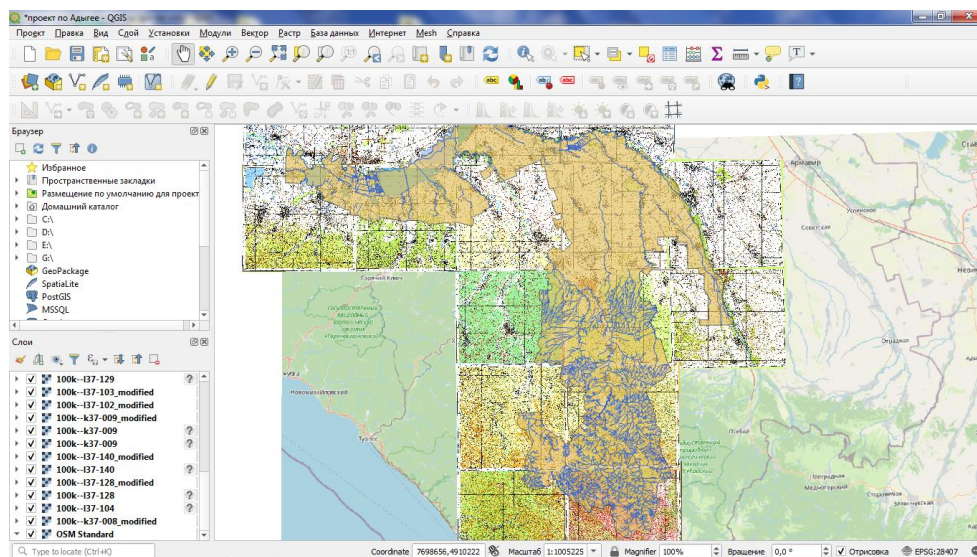 *проект по Адыгее - QGIS
Проект Правка Вид Слой Установки Модули Вектор Растр База данных Интернет Mesh Справка
abc abc abc
Браузер
Избранное
Пространственные закладки
Размещение по умолчанию для проект
Домашний каталог
C:\
D:\
E:\
G:\
GeoPackage
SpatiaLite
PostGIS
MSSQL
Слои
100k--l37-129
100k--l37-103_modified
100k--l37-102_modified
100k--k37-009_modified
100k--k37-009
100k--k37-009
100k--l37-140_modified
100k--l37-140
100k--l37-128_modified
100k--l37-128
100k--l37-104
100k--k37-008_modified
OSM Standard
Армавир
Успенское
Советская
Отрадная
Горячий Ключ
Новомихайловский
Туапсе
Псебай
Преградная
Медногорский
Сторожевая
Type to locate (Ctrl+K)
Coordinate 7698656,4910222 Масштаб 1:1005225 Magnifier 100% Вращение 0,0 ° Отрисовка EPSG:28407